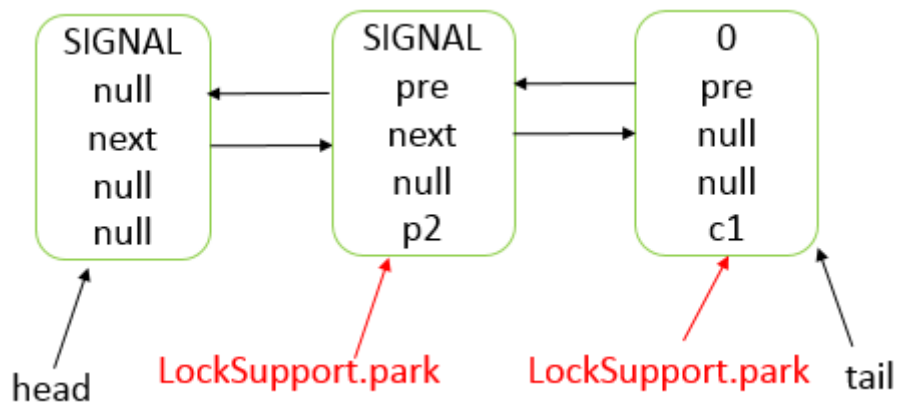 SIGNAL
null
next
null
null
SIGNAL
pre
next
null
p2
0
pre
null
null
c1
head
LockSupport.park
LockSupport.park
tail